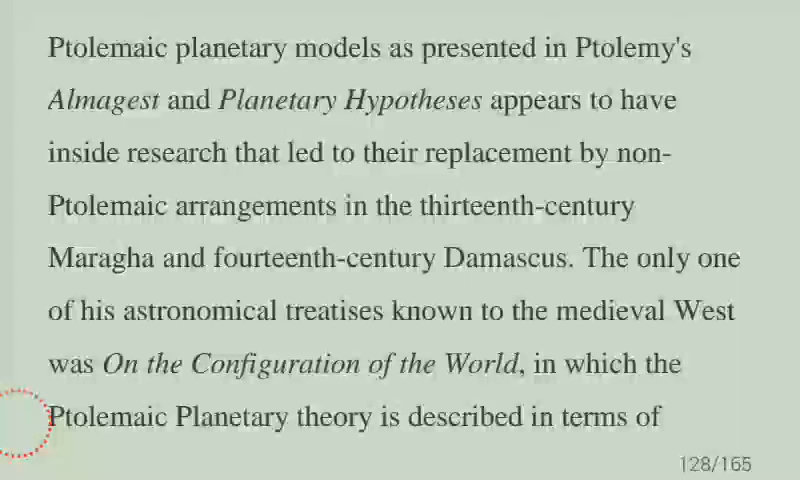 Ptolemaic planetary models as presented in Ptolemy's
Almagest and Planetary Hypotheses appears to have
inside research that led to their replacement by non-
Ptolemaic arrangements in the thirteenth-century
Maragha and fourteenth-century Damascus. The only one
of his astronomical treatises known to the medieval West
was On the Configuration of the World, in which the
Ptolemaic Planetary theory is described in terms of
128/165